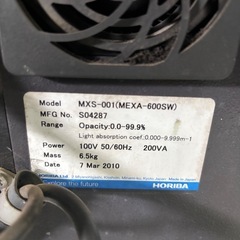 Model MXS-001(MEXA-600SW)
MFG No. S04287
Range Opacity:0.0-99.9%
Light absorption coef.0.000-9.999m-1
Power 100V 50/60Hz 200VA
Mass 6.5kg
Date 7 Mar 2010
HORIBA Ltd.
Explore the future HORIBA